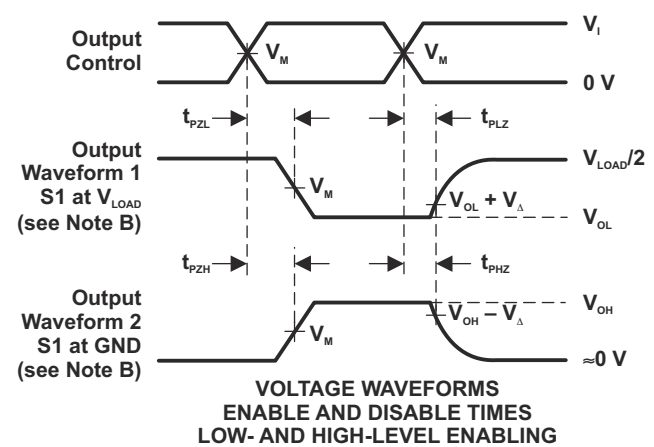 Output
Control
V_M
V_M
V_I
0 V
t_PZL
t_PLZ
Output
Waveform 1
S1 at V_LOAD
(see Note B)
V_M
V_OL + V_Δ
V_LOAD/2
V_OL
t_PZH
t_PHZ
Output
Waveform 2
S1 at GND
(see Note B)
V_M
V_OH – V_Δ
V_OH
≈0 V
VOLTAGE WAVEFORMS
ENABLE AND DISABLE TIMES
LOW- AND HIGH-LEVEL ENABLING